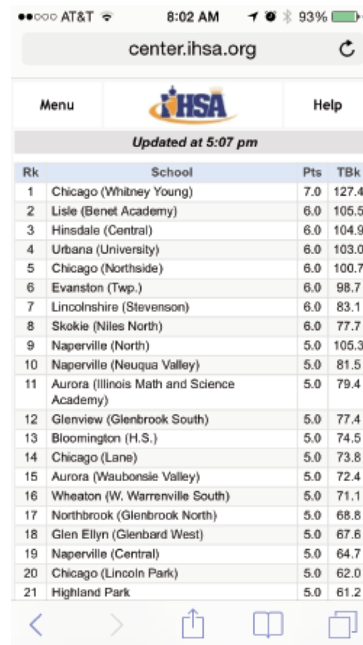 AT&T 8:02 AM 93%
center.ihsa.org
Menu IHSA Help
Updated at 5:07 pm
Rk School Pts TBk
1 Chicago (Whitney Young) 7.0 127.4
2 Lisle (Benet Academy) 6.0 105.5
3 Hinsdale (Central) 6.0 104.9
4 Urbana (University) 6.0 103.0
5 Chicago (Northside) 6.0 100.7
6 Evanston (Twp.) 6.0 98.7
7 Lincolnshire (Stevenson) 6.0 83.1
8 Skokie (Niles North) 6.0 77.7
9 Naperville (North) 5.0 105.3
10 Naperville (Neuqua Valley) 5.0 81.5
11 Aurora (Illinois Math and Science 5.0 79.4
Academy)
12 Glenview (Glenbrook South) 5.0 77.4
13 Bloomington (H.S.) 5.0 74.5
14 Chicago (Lane) 5.0 73.8
15 Aurora (Waubonsie Valley) 5.0 72.4
16 Wheaton (W. Warrenville South) 5.0 71.1
17 Northbrook (Glenbrook North) 5.0 68.8
18 Glen Ellyn (Glenbard West) 5.0 67.6
19 Naperville (Central) 5.0 64.7
20 Chicago (Lincoln Park) 5.0 62.0
21 Highland Park 5.0 61.2